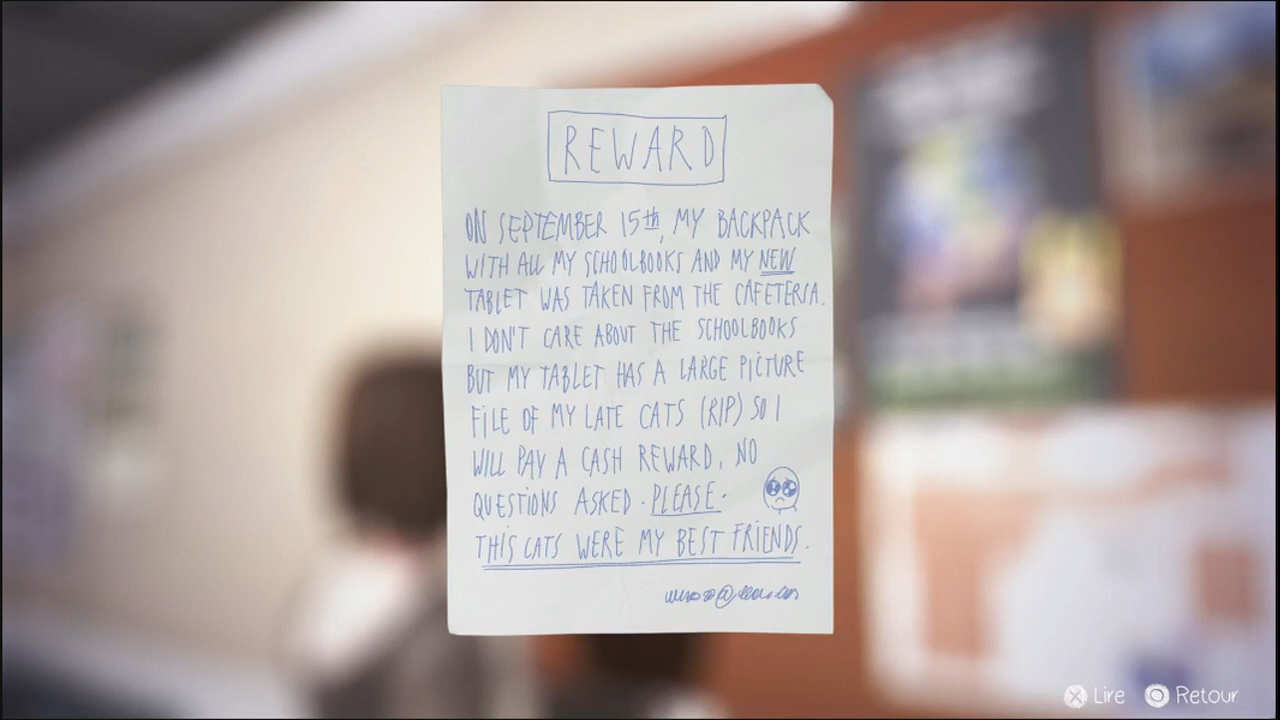 REWARD
ON SEPTEMBER 15th, MY BACKPACK
WITH ALL MY SCHOOLBOOKS AND MY NEW
TABLET WAS TAKEN FROM THE CAFETERIA.
I DON'T CARE ABOUT THE SCHOOLBOOKS
BUT MY TABLET HAS A LARGE PICTURE
FILE OF MY LATE CATS (RIP) SO I
WILL PAY A CASH REWARD, NO
QUESTIONS ASKED. PLEASE.
THIS CATS WERE MY BEST FRIENDS.
Lire Retour